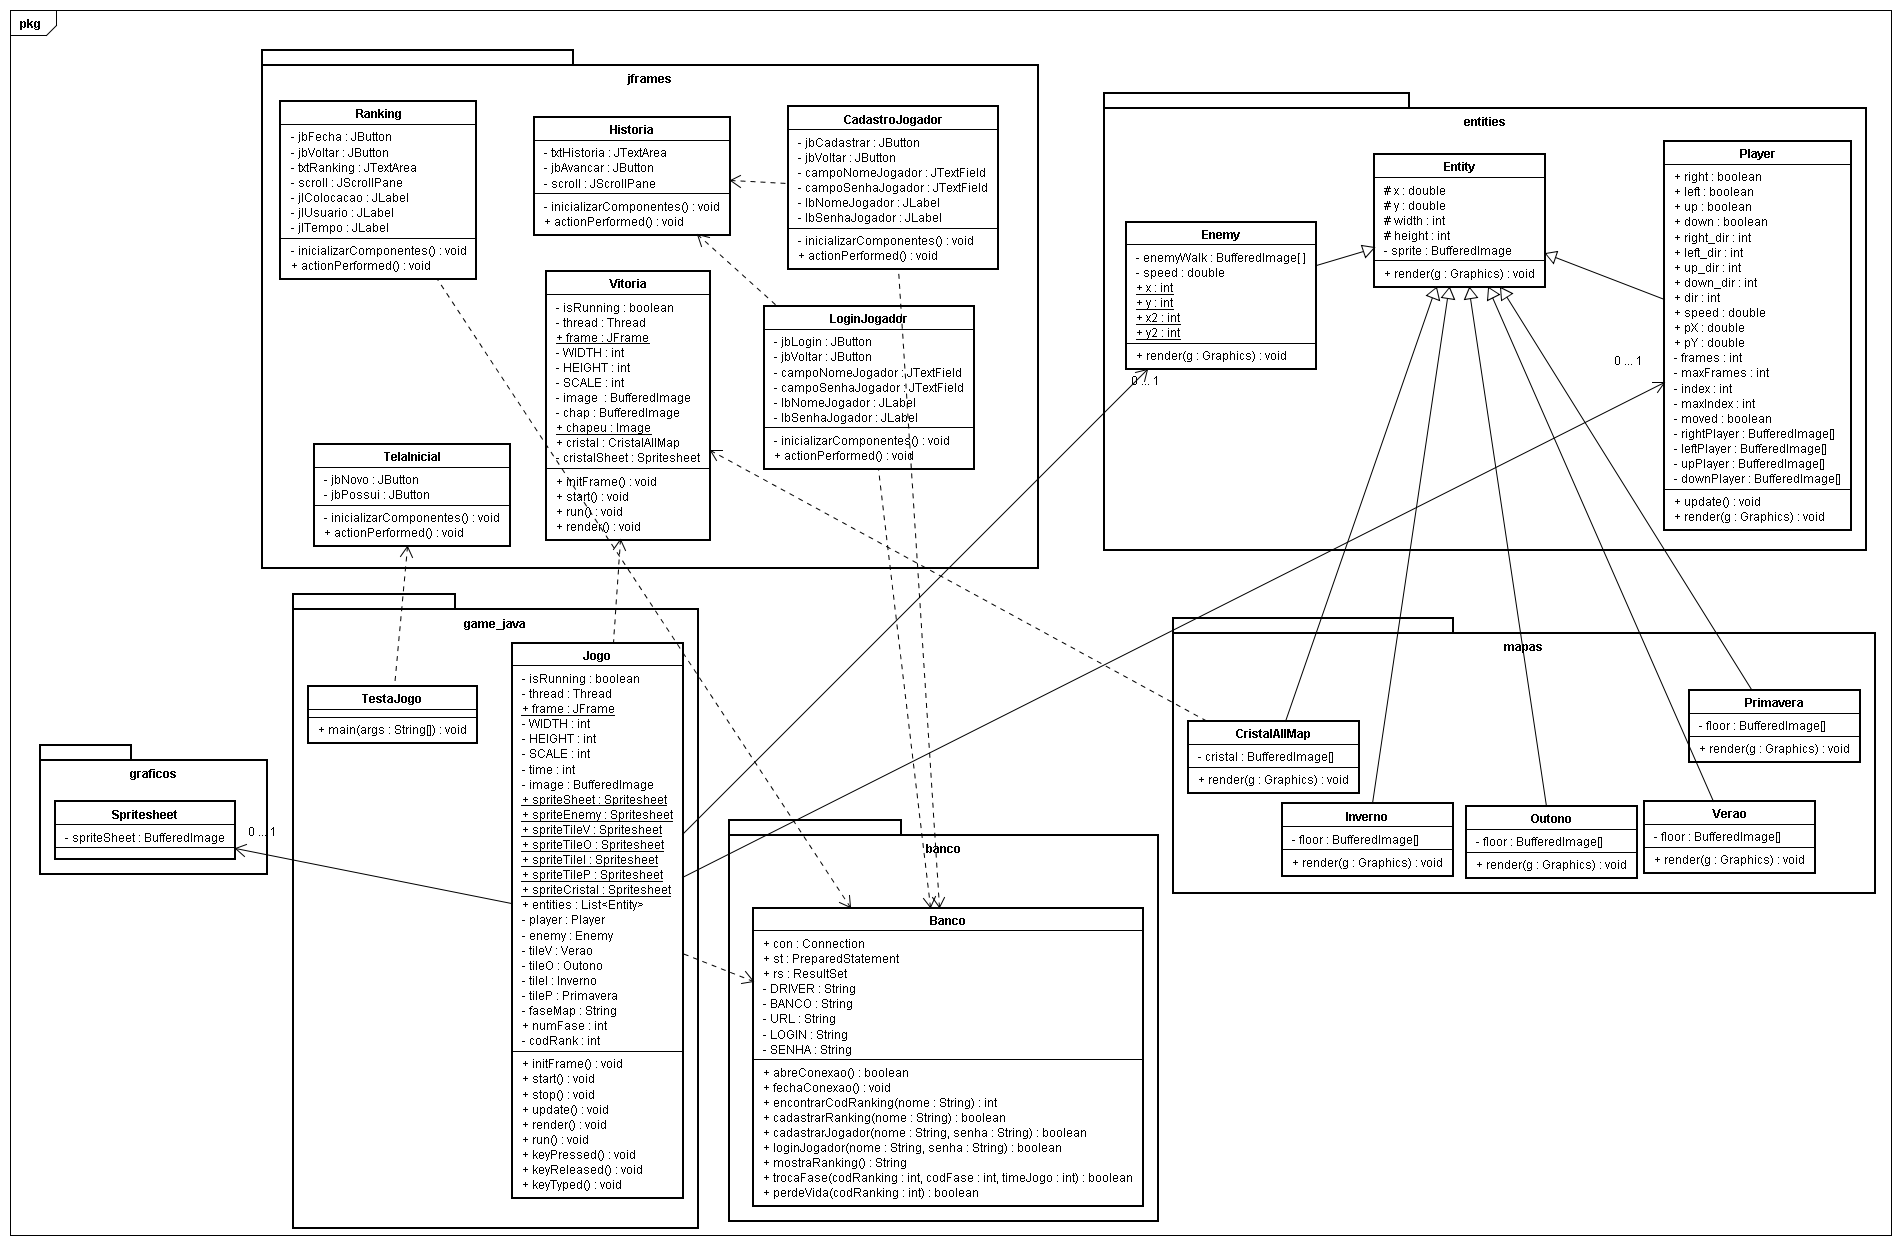 pkg
jframes
Ranking
- jbFecha : JButton
- jbVoltar : JButton
- txtRanking : JTextArea
- scroll : JScrollPane
- jlColocacao : JLabel
- jlUsuario : JLabel
- jlTempo : JLabel
- inicializarComponentes() : void
+ actionPerformed() : void
Historia
- txtHistoria : JTextArea
- jbAvancar : JButton
- scroll : JScrollPane
- inicializarComponentes() : void
+ actionPerformed() : void
CadastroJogador
- jbCadastrar : JButton
- jbVoltar : JButton
- campoNomeJogador : JTextField
- campoSenhaJogador : JTextField
- lbNomeJogador : JLabel
- lbSenhaJogador : JLabel
- inicializarComponentes() : void
+ actionPerformed() : void
Vitoria
- isRunning : boolean
- thread : Thread
+ frame : JFrame
- WIDTH : int
- HEIGHT : int
- SCALE : int
- image : BufferedImage
- chap : BufferedImage
+ chapeu : Image
+ cristal : CristalAllMap
- cristalSheet : Spritesheet
+ initFrame() : void
+ start() : void
+ run() : void
+ render() : void
LoginJogador
- jbLogin : JButton
- jbVoltar : JButton
- campoNomeJogador : JTextField
- campoSenhaJogador : JTextField
- lbNomeJogador : JLabel
- lbSenhaJogador : JLabel
- inicializarComponentes() : void
+ actionPerformed() : void
TelaInicial
- jbNovo : JButton
- jbPossui : JButton
- inicializarComponentes() : void
+ actionPerformed() : void
entities
Enemy
- enemyWalk : BufferedImage[ ]
- speed : double
+ x : int
+ y : int
+ x2 : int
+ y2 : int
+ render(g : Graphics) : void
0 ... 1
Entity
# x : double
# y : double
# width : int
# height : int
- sprite : BufferedImage
+ render(g : Graphics) : void
Player
+ right : boolean
+ left : boolean
+ up : boolean
+ down : boolean
+ right_dir : int
+ left_dir : int
+ up_dir : int
+ down_dir : int
+ dir : int
+ speed : double
+ pX : double
+ pY : double
- frames : int
- maxFrames : int
- index : int
- maxIndex : int
- moved : boolean
- rightPlayer : BufferedImage[]
- leftPlayer : BufferedImage[]
- upPlayer : BufferedImage[]
- downPlayer : BufferedImage[]
+ update() : void
+ render(g : Graphics) : void
0 ... 1
game_java
TestaJogo
+ main(args : String[]) : void
Jogo
- isRunning : boolean
- thread : Thread
+ frame : JFrame
- WIDTH : int
- HEIGHT : int
- SCALE : int
- time : int
- image : BufferedImage
+ spriteSheet : Spritesheet
+ spriteEnemy : Spritesheet
+ spriteTileV : Spritesheet
+ spriteTileO : Spritesheet
+ spriteTileI : Spritesheet
+ spriteTileP : Spritesheet
+ spriteCristal : Spritesheet
+ entities : List<Entity>
- player : Player
- enemy : Enemy
- tileV : Verao
- tileO : Outono
- tileI : Inverno
- tileP : Primavera
- faseMap : String
+ numFase : int
- codRank : int
+ initFrame() : void
+ start() : void
+ stop() : void
+ update() : void
+ render() : void
+ run() : void
+ keyPressed() : void
+ keyReleased() : void
+ keyTyped() : void
graficos
Spritesheet
- spriteSheet : BufferedImage
0 ... 1
mapas
CristalAllMap
- cristal : BufferedImage[]
+ render(g : Graphics) : void
Primavera
- floor : BufferedImage[]
+ render(g : Graphics) : void
Inverno
- floor : BufferedImage[]
+ render(g : Graphics) : void
Outono
- floor : BufferedImage[]
+ render(g : Graphics) : void
Verao
- floor : BufferedImage[]
+ render(g : Graphics) : void
banco
Banco
+ con : Connection
+ st : PreparedStatement
+ rs : ResultSet
- DRIVER : String
- BANCO : String
- URL : String
- LOGIN : String
- SENHA : String
+ abreConexao() : boolean
+ fechaConexao() : void
+ encontrarCodRanking(nome : String) : int
+ cadastrarRanking(nome : String) : boolean
+ cadastrarJogador(nome : String, senha : String) : boolean
+ loginJogador(nome : String, senha : String) : boolean
+ mostraRanking() : String
+ trocaFase(codRanking : int, codFase : int, timeJogo : int) : boolean
+ perdeVida(codRanking : int) : boolean